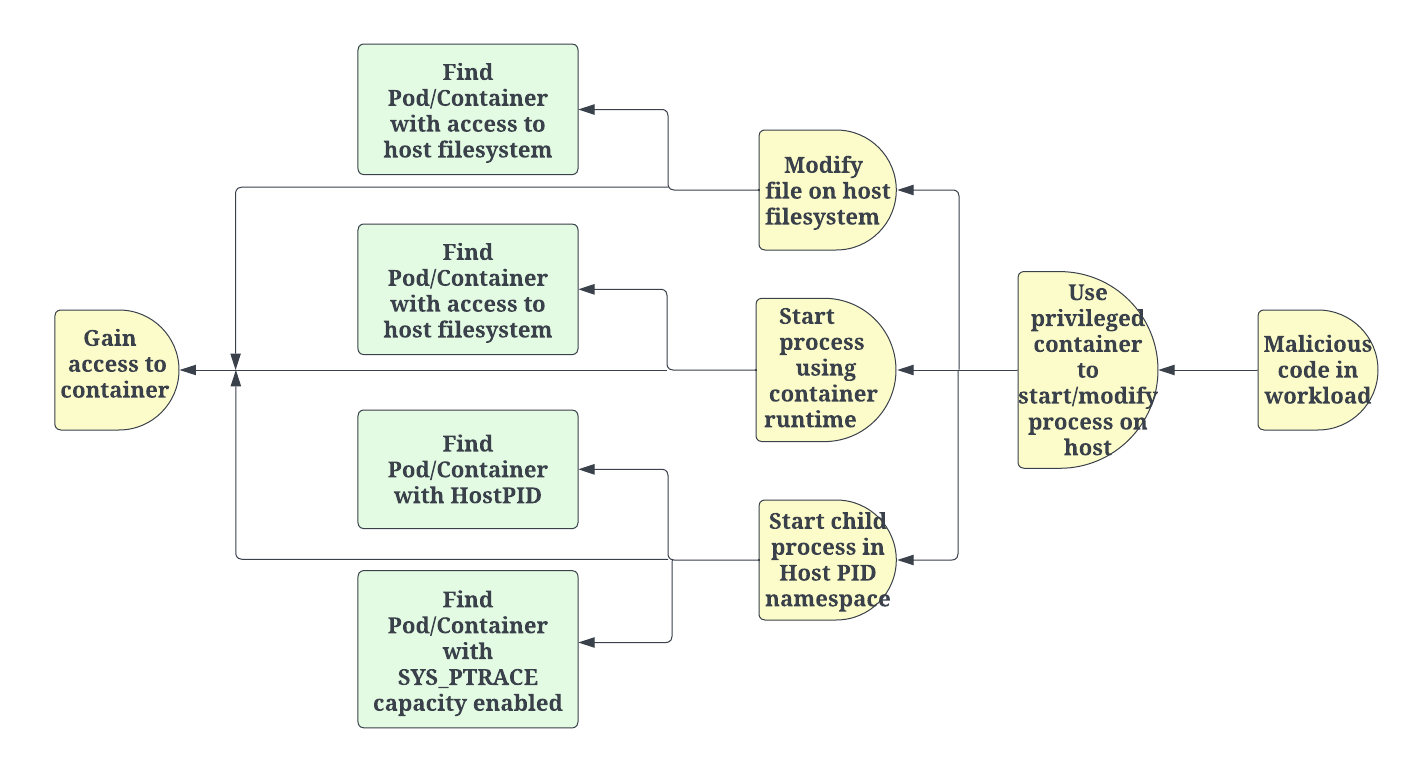 Find
Pod/Container
with access to
host filesystem
Modify
file on host
filesystem
Find
Pod/Container
with access to
host filesystem
Gain
access to
container
Start
process
using
container
runtime
Use
privileged
container
to
start/modify
process on
host
Malicious
code in
workload
Find
Pod/Container
with HostPID
Start child
process in
Host PID
namespace
Find
Pod/Container
with
SYS_PTRACE
capacity enabled